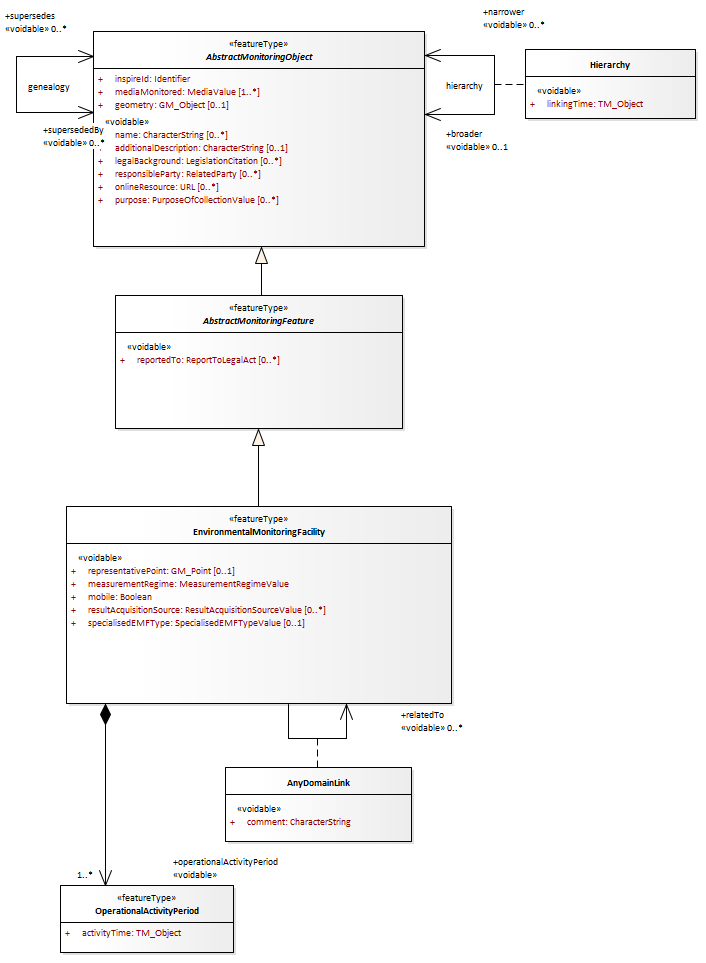 +supersedes
«voidable» 0..*
genealogy
+supersededBy
«voidable» 0..*
«featureType»
AbstractMonitoringObject
+ inspireId: Identifier
+ mediaMonitored: MediaValue [1..*]
+ geometry: GM_Object [0..1]
«voidable»
name: CharacterString [0..*]
additionalDescription: CharacterString [0..1]
+ legalBackground: LegislationCitation [0..*]
+ responsibleParty: RelatedParty [0..*]
+ onlineResource: URL [0..*]
+ purpose: PurposeOfCollectionValue [0..*]
+narrower
«voidable» 0..*
hierarchy
+broader
«voidable» 0..1
Hierarchy
«voidable»
+ linkingTime: TM_Object
«featureType»
AbstractMonitoringFeature
«voidable»
+ reportedTo: ReportToLegalAct [0..*]
«featureType»
EnvironmentalMonitoringFacility
«voidable»
+ representativePoint: GM_Point [0..1]
+ measurementRegime: MeasurementRegimeValue
+ mobile: Boolean
+ resultAcquisitionSource: ResultAcquisitionSourceValue [0..*]
+ specialisedEMFType: SpecialisedEMFTypeValue [0..1]
+relatedTo
«voidable» 0..*
AnyDomainLink
«voidable»
+ comment: CharacterString
+operationalActivityPeriod
1..* «voidable»
«featureType»
OperationalActivityPeriod
+ activityTime: TM_Object